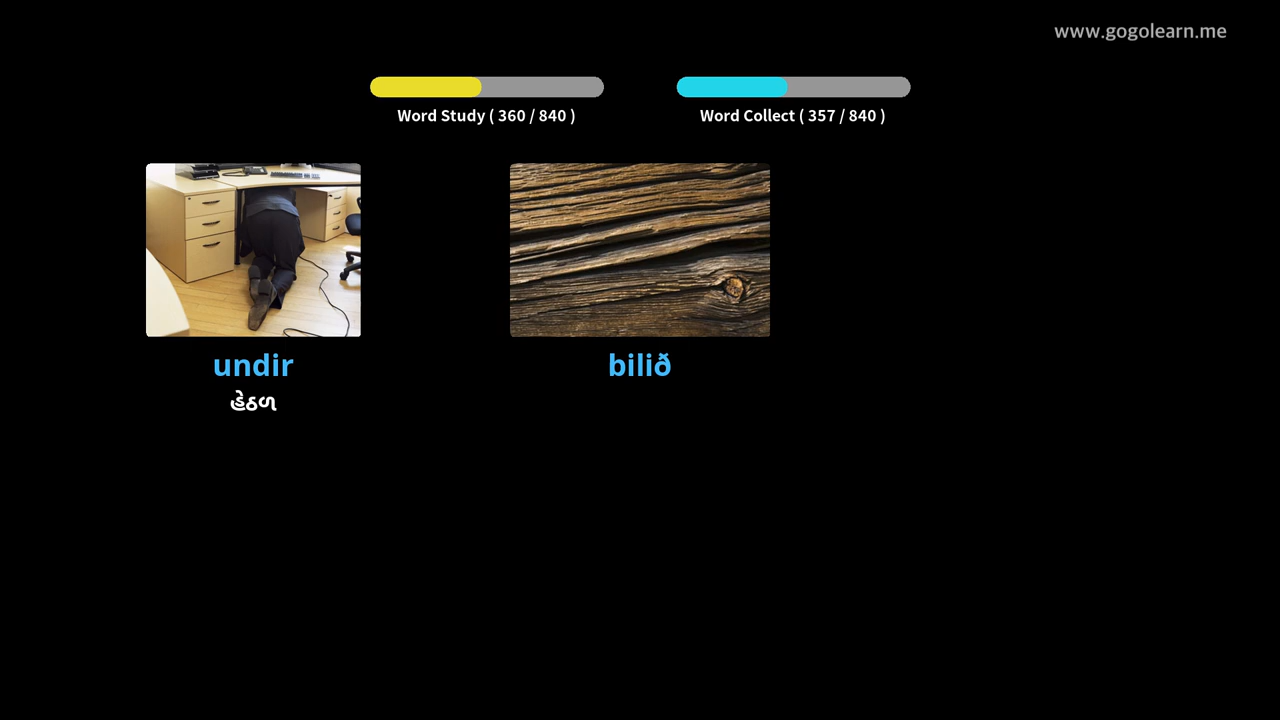 www.gogolearn.me
Word Study ( 360 / 840 )
Word Collect ( 357 / 840 )
undir
હેઠળ
bilið